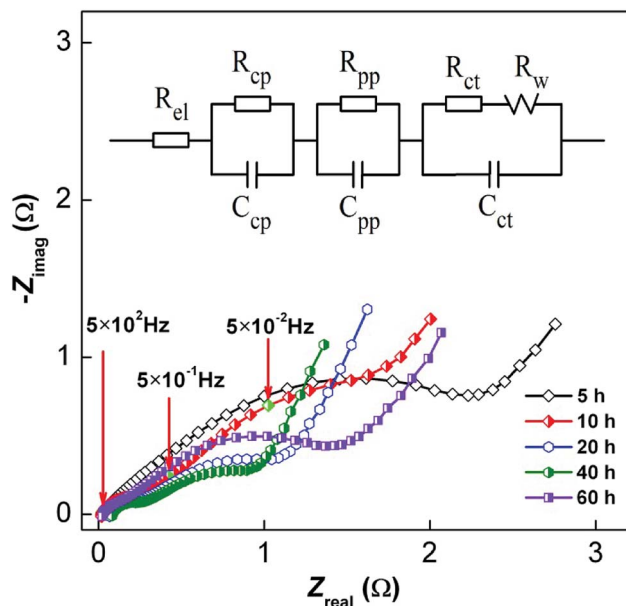 3
2
1
0
-Z_imag (Ω)
R_el
R_cp
R_pp
R_ct
R_w
C_cp
C_pp
C_ct
5×10²Hz
5×10⁻¹Hz
5×10⁻²Hz
5 h
10 h
20 h
40 h
60 h
0 1 2 3
Z_real (Ω)